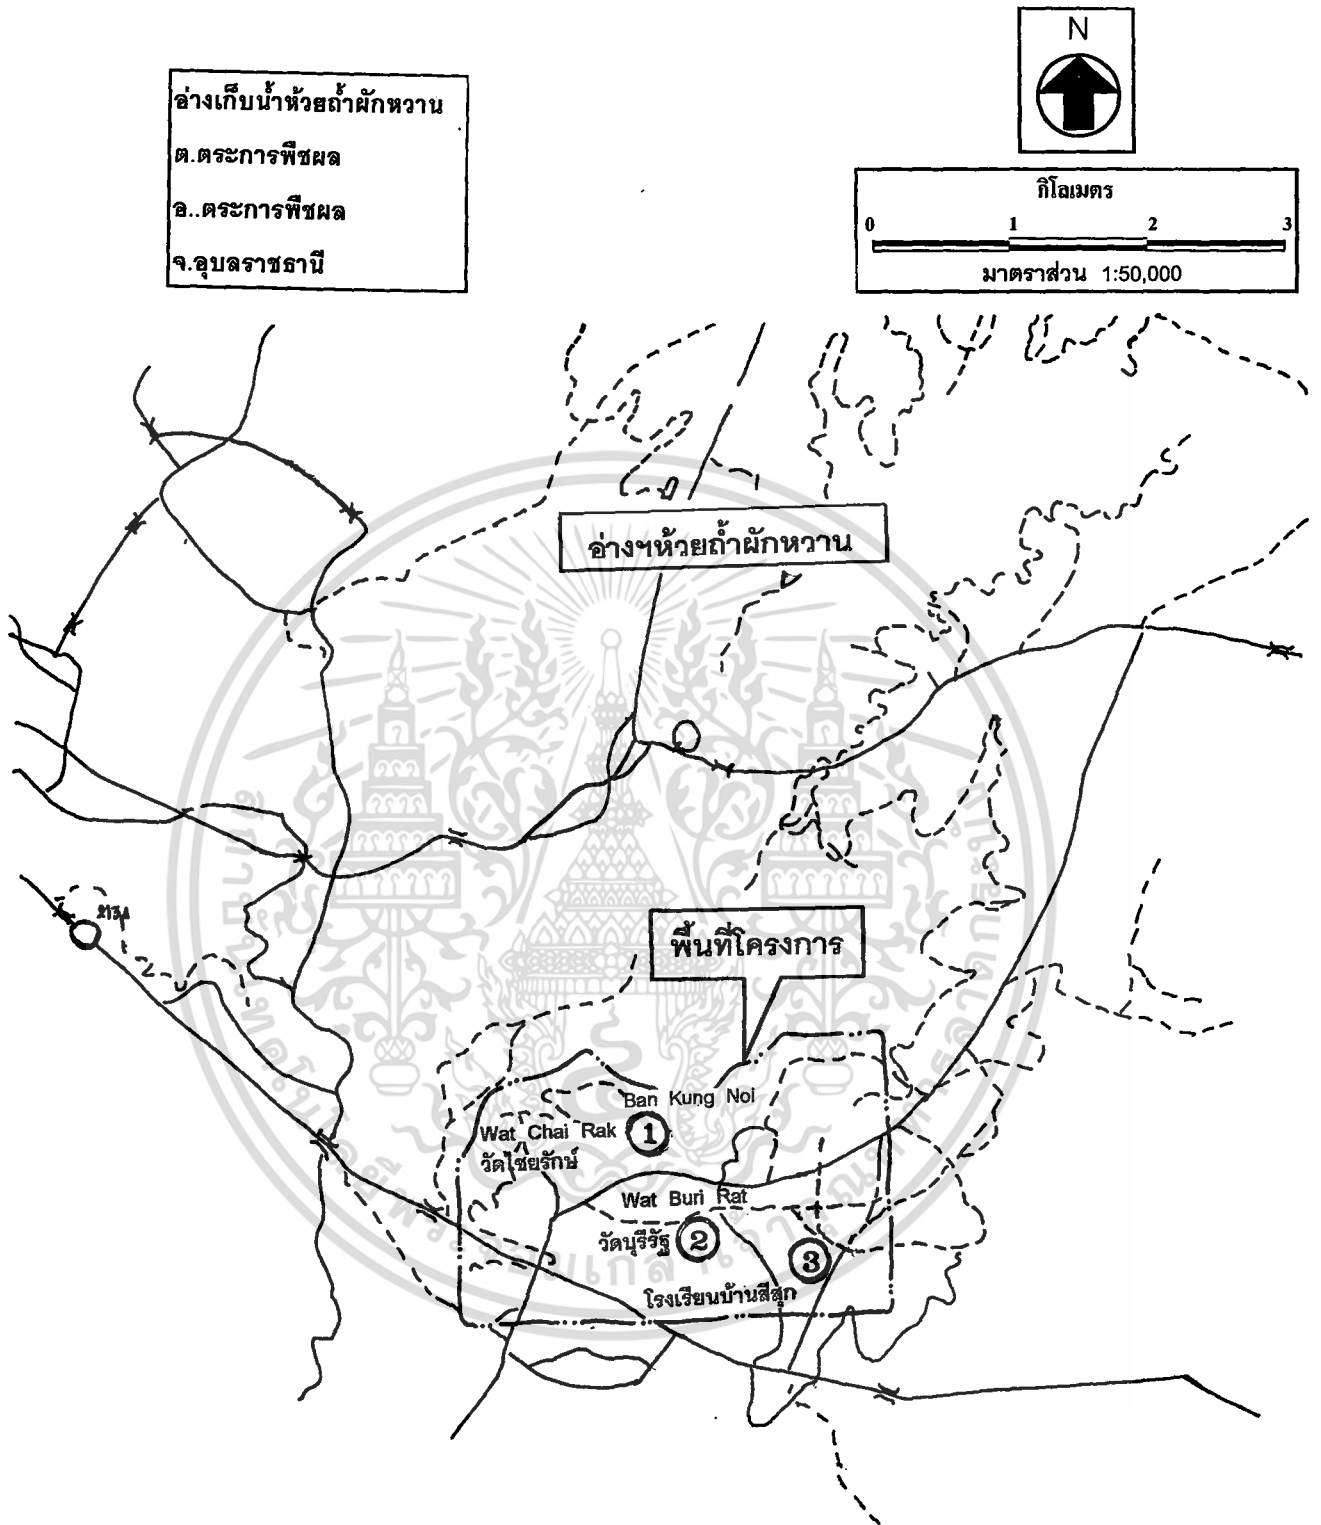 N
อ่างเก็บน้ำห้วยถ้ำผักหวาน
ต.ตระการพืชผล
อ..ตระการพืชผล
จ.อุบลราชธานี
กิโลเมตร
0 1 2 3
มาตราส่วน 1:50,000
อ่างฯห้วยถ้ำผักหวาน
พื้นที่โครงการ
Ban Kung Noi
Wat Chai Rak 1
วัดไชยรักษ์
Wat Buri Rat
วัดบุรีรัฐ 2
3
โรงเรียนบ้านสีสุก